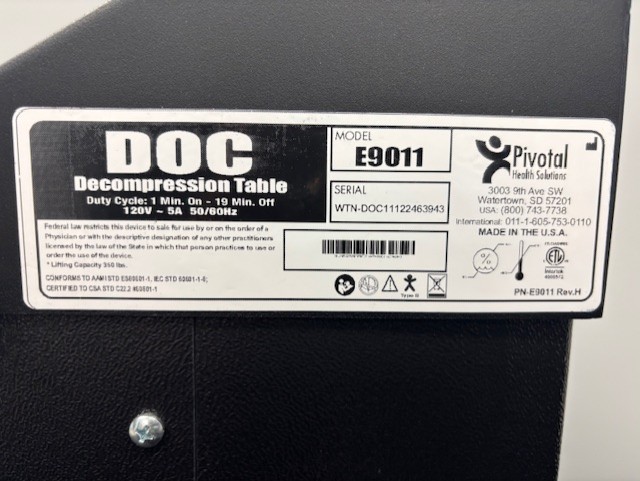 DOC
Decompression Table
Duty Cycle: 1 Min. On - 19 Min. Off
120V ~ 5A 50/60Hz
Federal law restricts this device to sale for use by or on the order of a
Physician or with the descriptive designation of any other practitioners
licensed by the law of the State in which that person practices to use or
order the use of the device.
* Lifting Capacity 350 lbs.
CONFORMS TO AAMI STD ES60601-1, IEC STD 60601-1-6;
CERTIFIED TO CSA STD C22.2 #60601-1
MODEL
E9011
SERIAL
WTN-DOC11122463943
Type B
Pivotal
Health Solutions
3003 9th Ave SW
Watertown, SD 57201
USA: (800) 743-7738
International: 011-1-605-753-0110
MADE IN THE U.S.A.
%
ETL
Intertek
PN-E9011 Rev.H